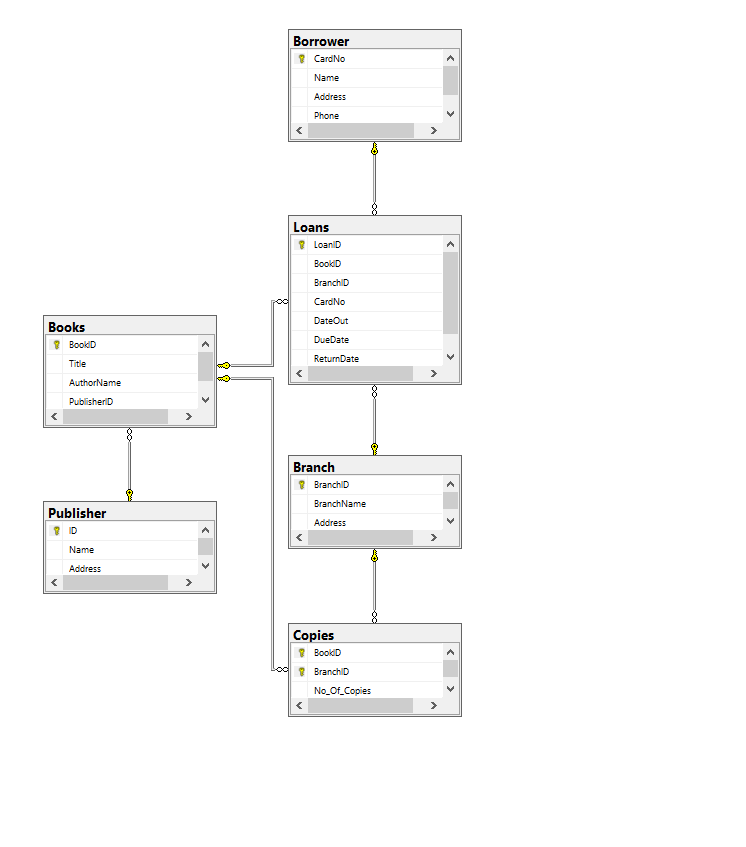 Borrower
CardNo
Name
Address
Phone
Loans
LoanID
BookID
BranchID
CardNo
DateOut
DueDate
ReturnDate
Books
BookID
Title
AuthorName
PublisherID
Branch
BranchID
BranchName
Address
Publisher
ID
Name
Address
Copies
BookID
BranchID
No_Of_Copies